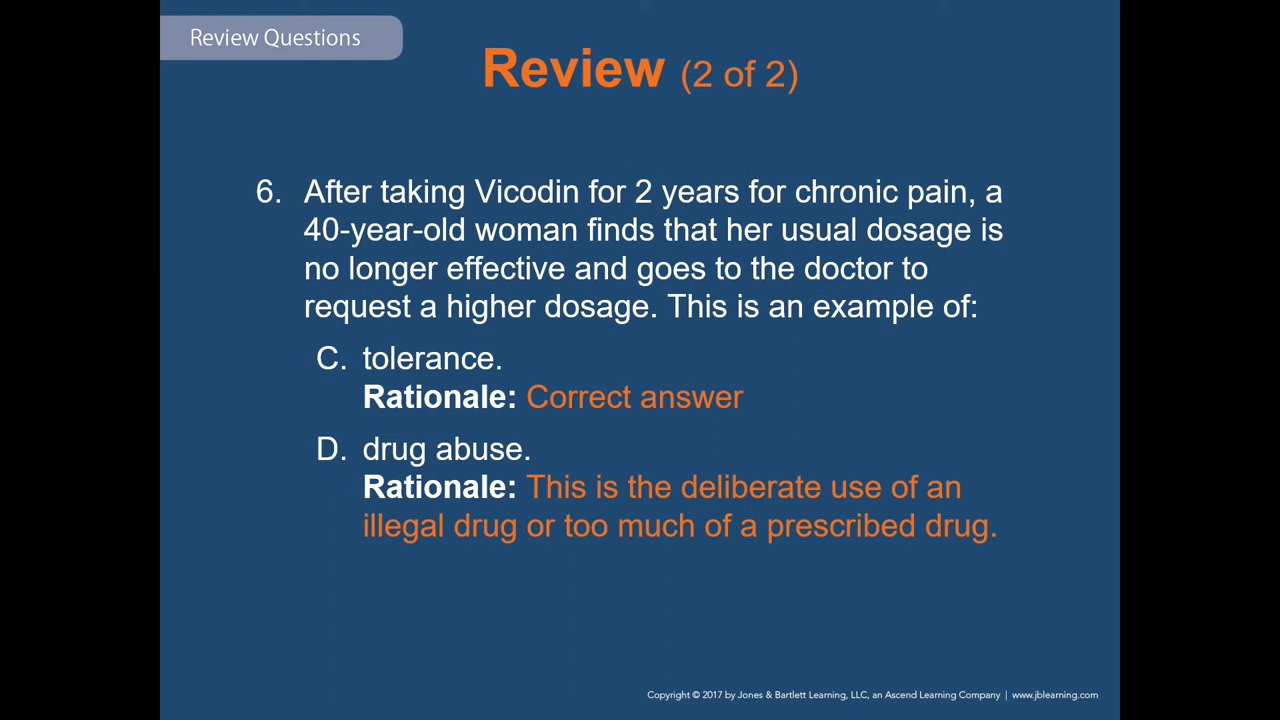 Review Questions
Review (2 of 2)
6. After taking Vicodin for 2 years for chronic pain, a
40-year-old woman finds that her usual dosage is
no longer effective and goes to the doctor to
request a higher dosage. This is an example of:
C. tolerance.
Rationale: Correct answer
D. drug abuse.
Rationale: This is the deliberate use of an
illegal drug or too much of a prescribed drug.
Copyright © 2017 by Jones & Bartlett Learning, LLC, an Ascend Learning Company | www.jblearning.com